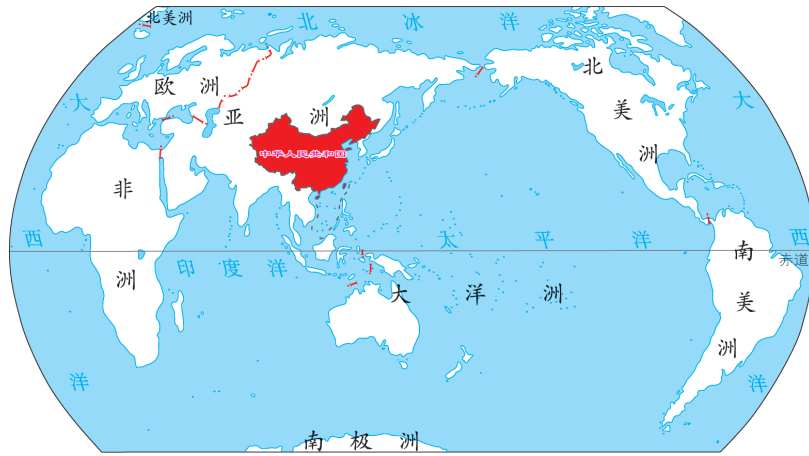 北美洲
北冰洋
欧洲
亚洲
北美洲
大西洋
大西洋
中华人民共和国
非洲
太平洋
印度洋
赤道
大洋洲
南美洲
南极洲